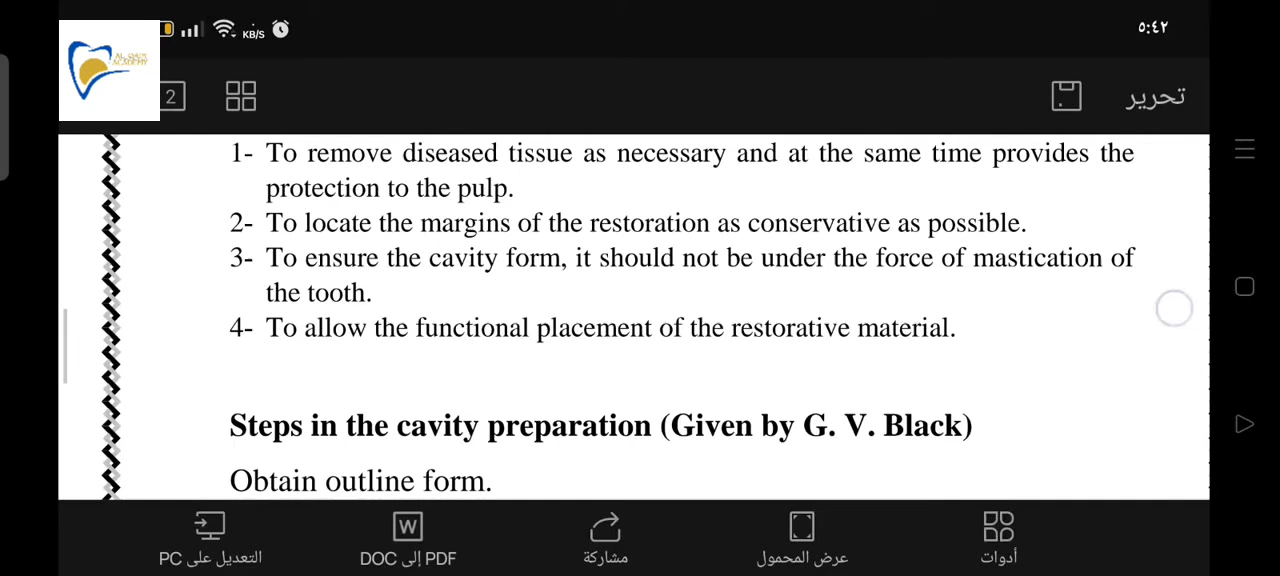 KB/S
٥:٤٢
AL
ACADEMY
2
تحرير
1- To remove diseased tissue as necessary and at the same time provides the
protection to the pulp.
2- To locate the margins of the restoration as conservative as possible.
3- To ensure the cavity form, it should not be under the force of mastication of
the tooth.
4- To allow the functional placement of the restorative material.
Steps in the cavity preparation (Given by G. V. Black)
Obtain outline form.
التعديل على PC
PDF إلى DOC
مشاركة
عرض المحمول
أدوات